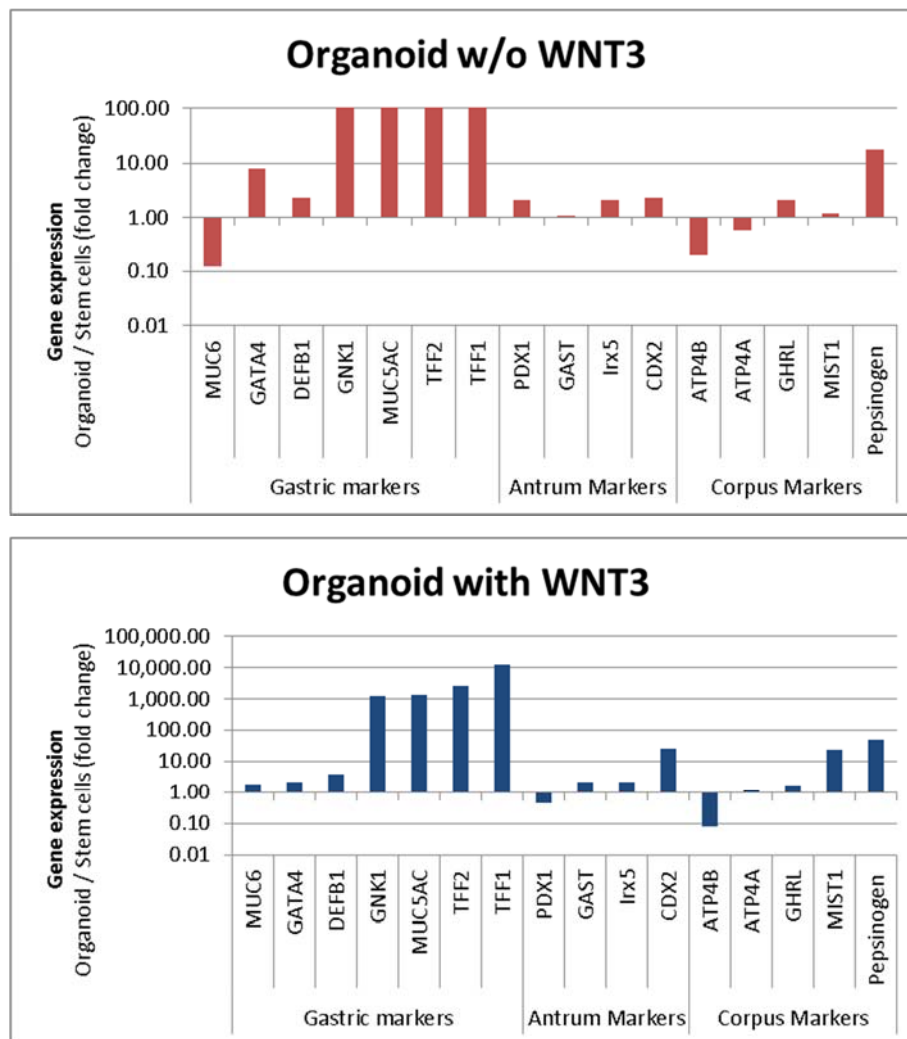 Organoid w/o WNT3
Gene expression
Organoid / Stem cells (fold change)
100.00
10.00
1.00
0.10
0.01
MUC6
GATA4
DEFB1
GNK1
MUC5AC
TFF2
TFF1
PDX1
GAST
Irx5
CDX2
ATP4B
ATP4A
GHRL
MIST1
Pepsinogen
Gastric markers
Antrum Markers
Corpus Markers
Organoid with WNT3
Gene expression
Organoid / Stem cells (fold change)
100,000.00
10,000.00
1,000.00
100.00
10.00
1.00
0.10
0.01
MUC6
GATA4
DEFB1
GNK1
MUC5AC
TFF2
TFF1
PDX1
GAST
Irx5
CDX2
ATP4B
ATP4A
GHRL
MIST1
Pepsinogen
Gastric markers
Antrum Markers
Corpus Markers